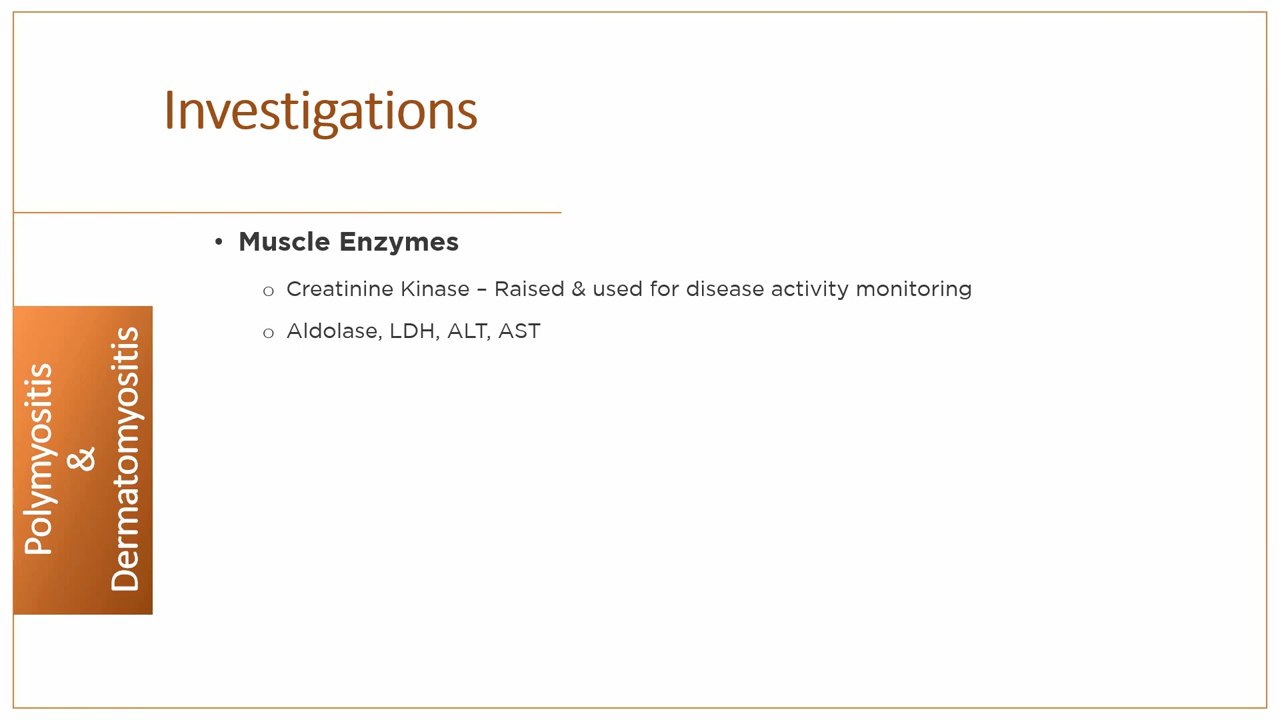 Investigations
• Muscle Enzymes
o Creatinine Kinase – Raised & used for disease activity monitoring
o Aldolase, LDH, ALT, AST
Polymyositis
&
Dermatomyositis